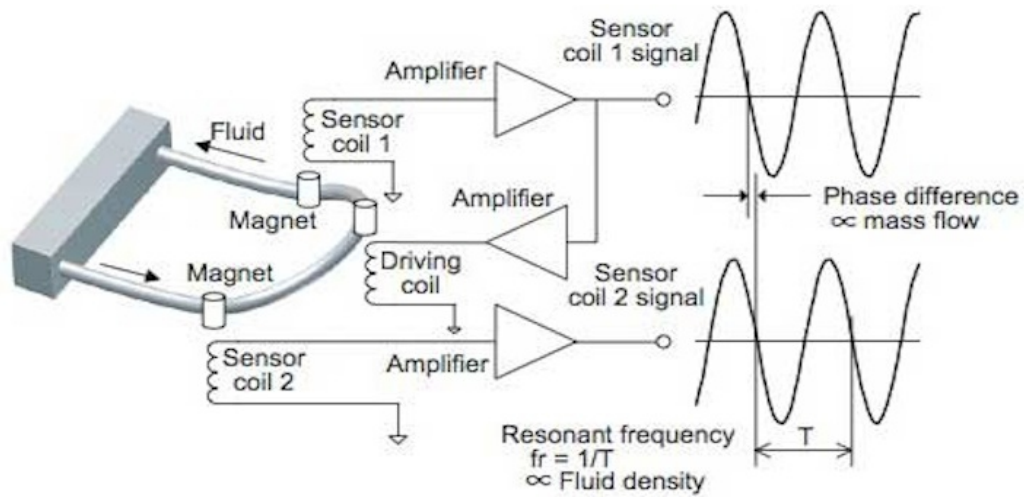 Sensor
coil 1 signal
Amplifier
Fluid
Sensor
coil 1
Magnet
Amplifier
Phase difference
∝ mass flow
Magnet
Driving
coil
Sensor
coil 2 signal
Sensor
coil 2
Amplifier
T
Resonant frequency
fr = 1/T
∝ Fluid density